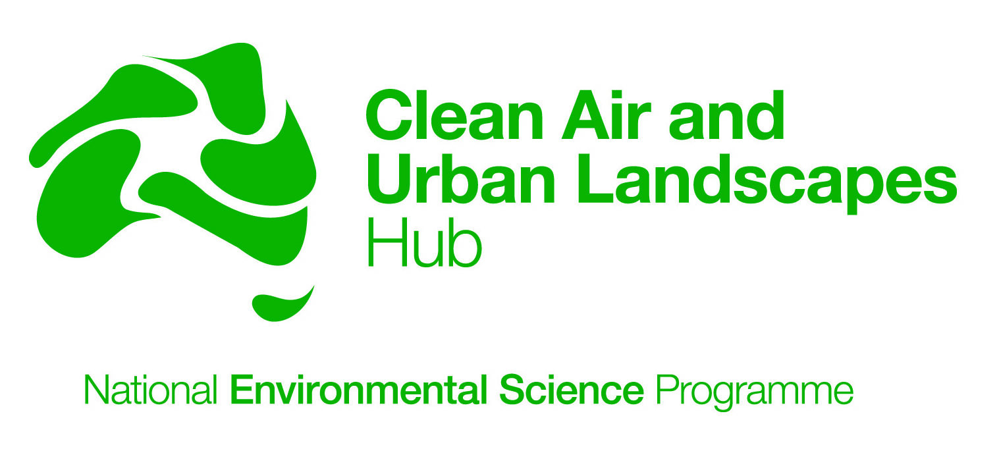 Clean Air and
Urban Landscapes
Hub
National Environmental Science Programme